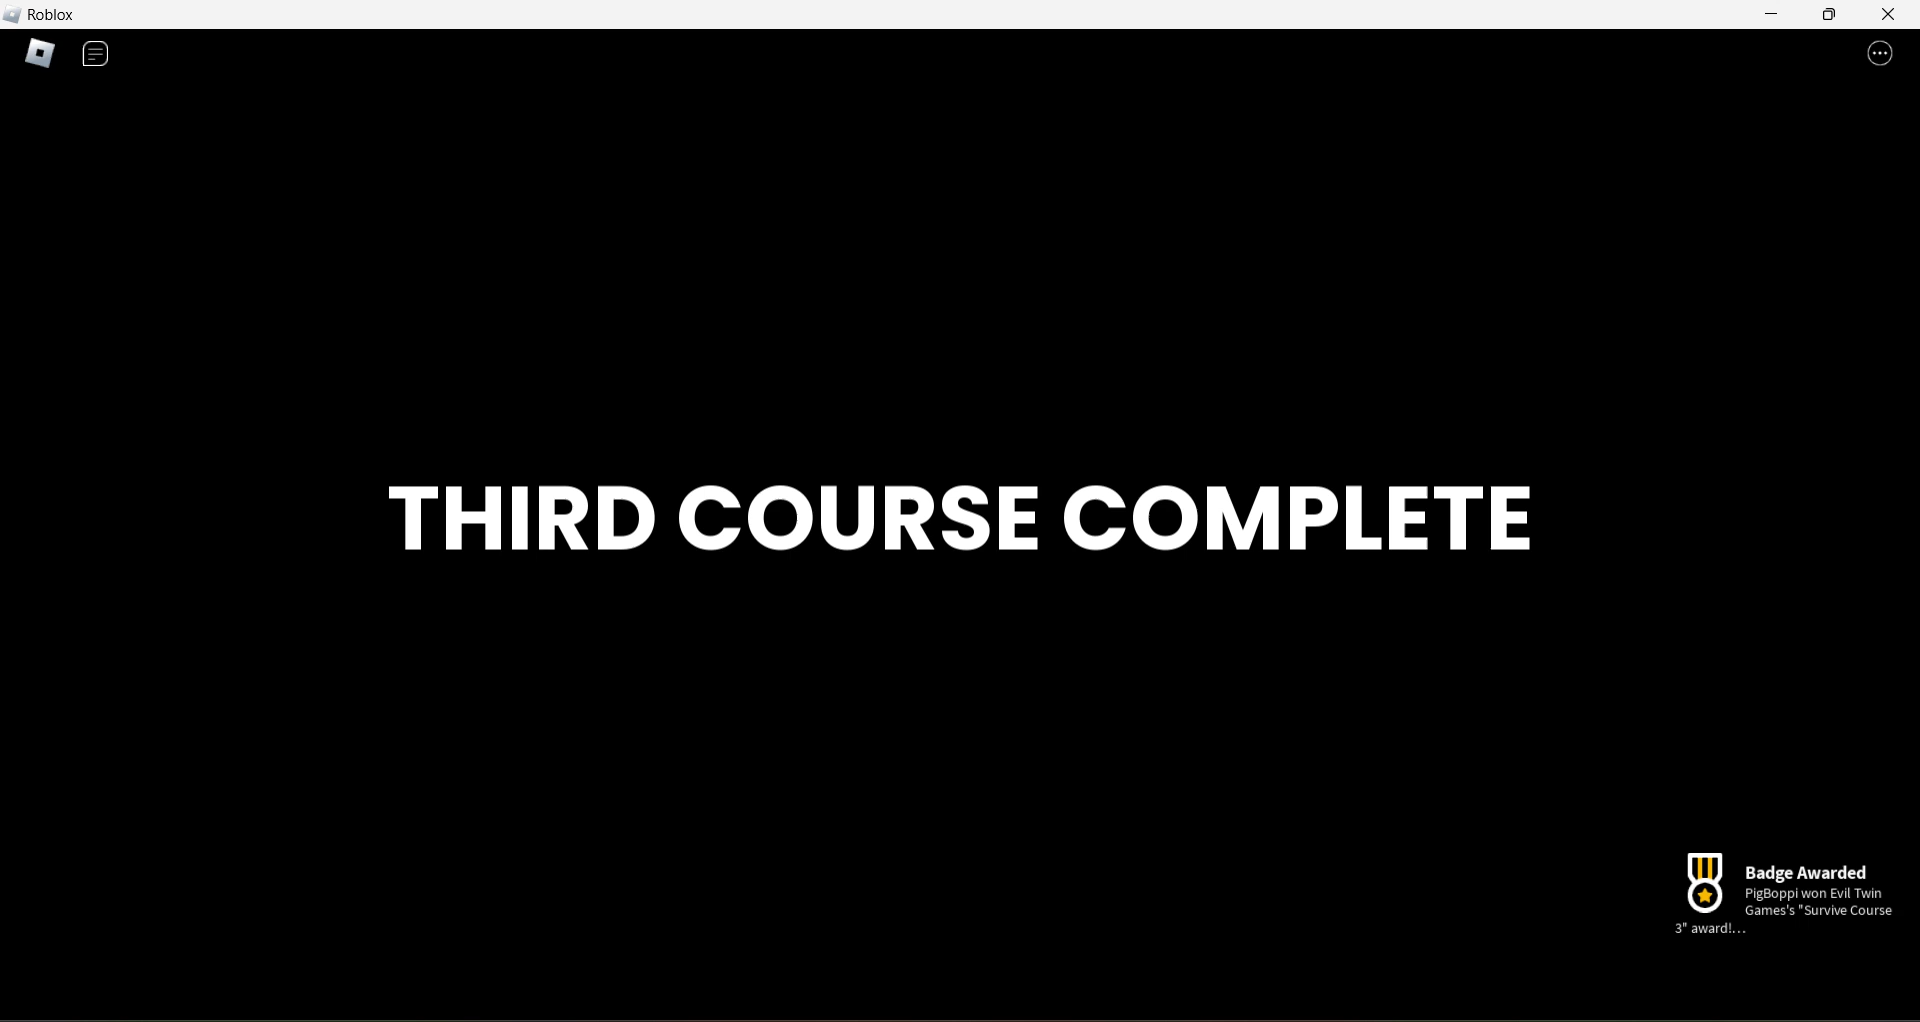 Roblox
THIRD COURSE COMPLETE
Badge Awarded
PigBoppi won Evil Twin
Games's "Survive Course
3" award!...